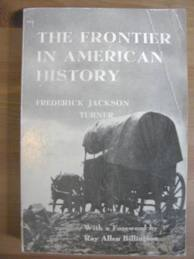 THE FRONTIER
IN AMERICAN
HISTORY
FREDERICK JACKSON
TURNER
With a Foreword by
Ray Allen Billington